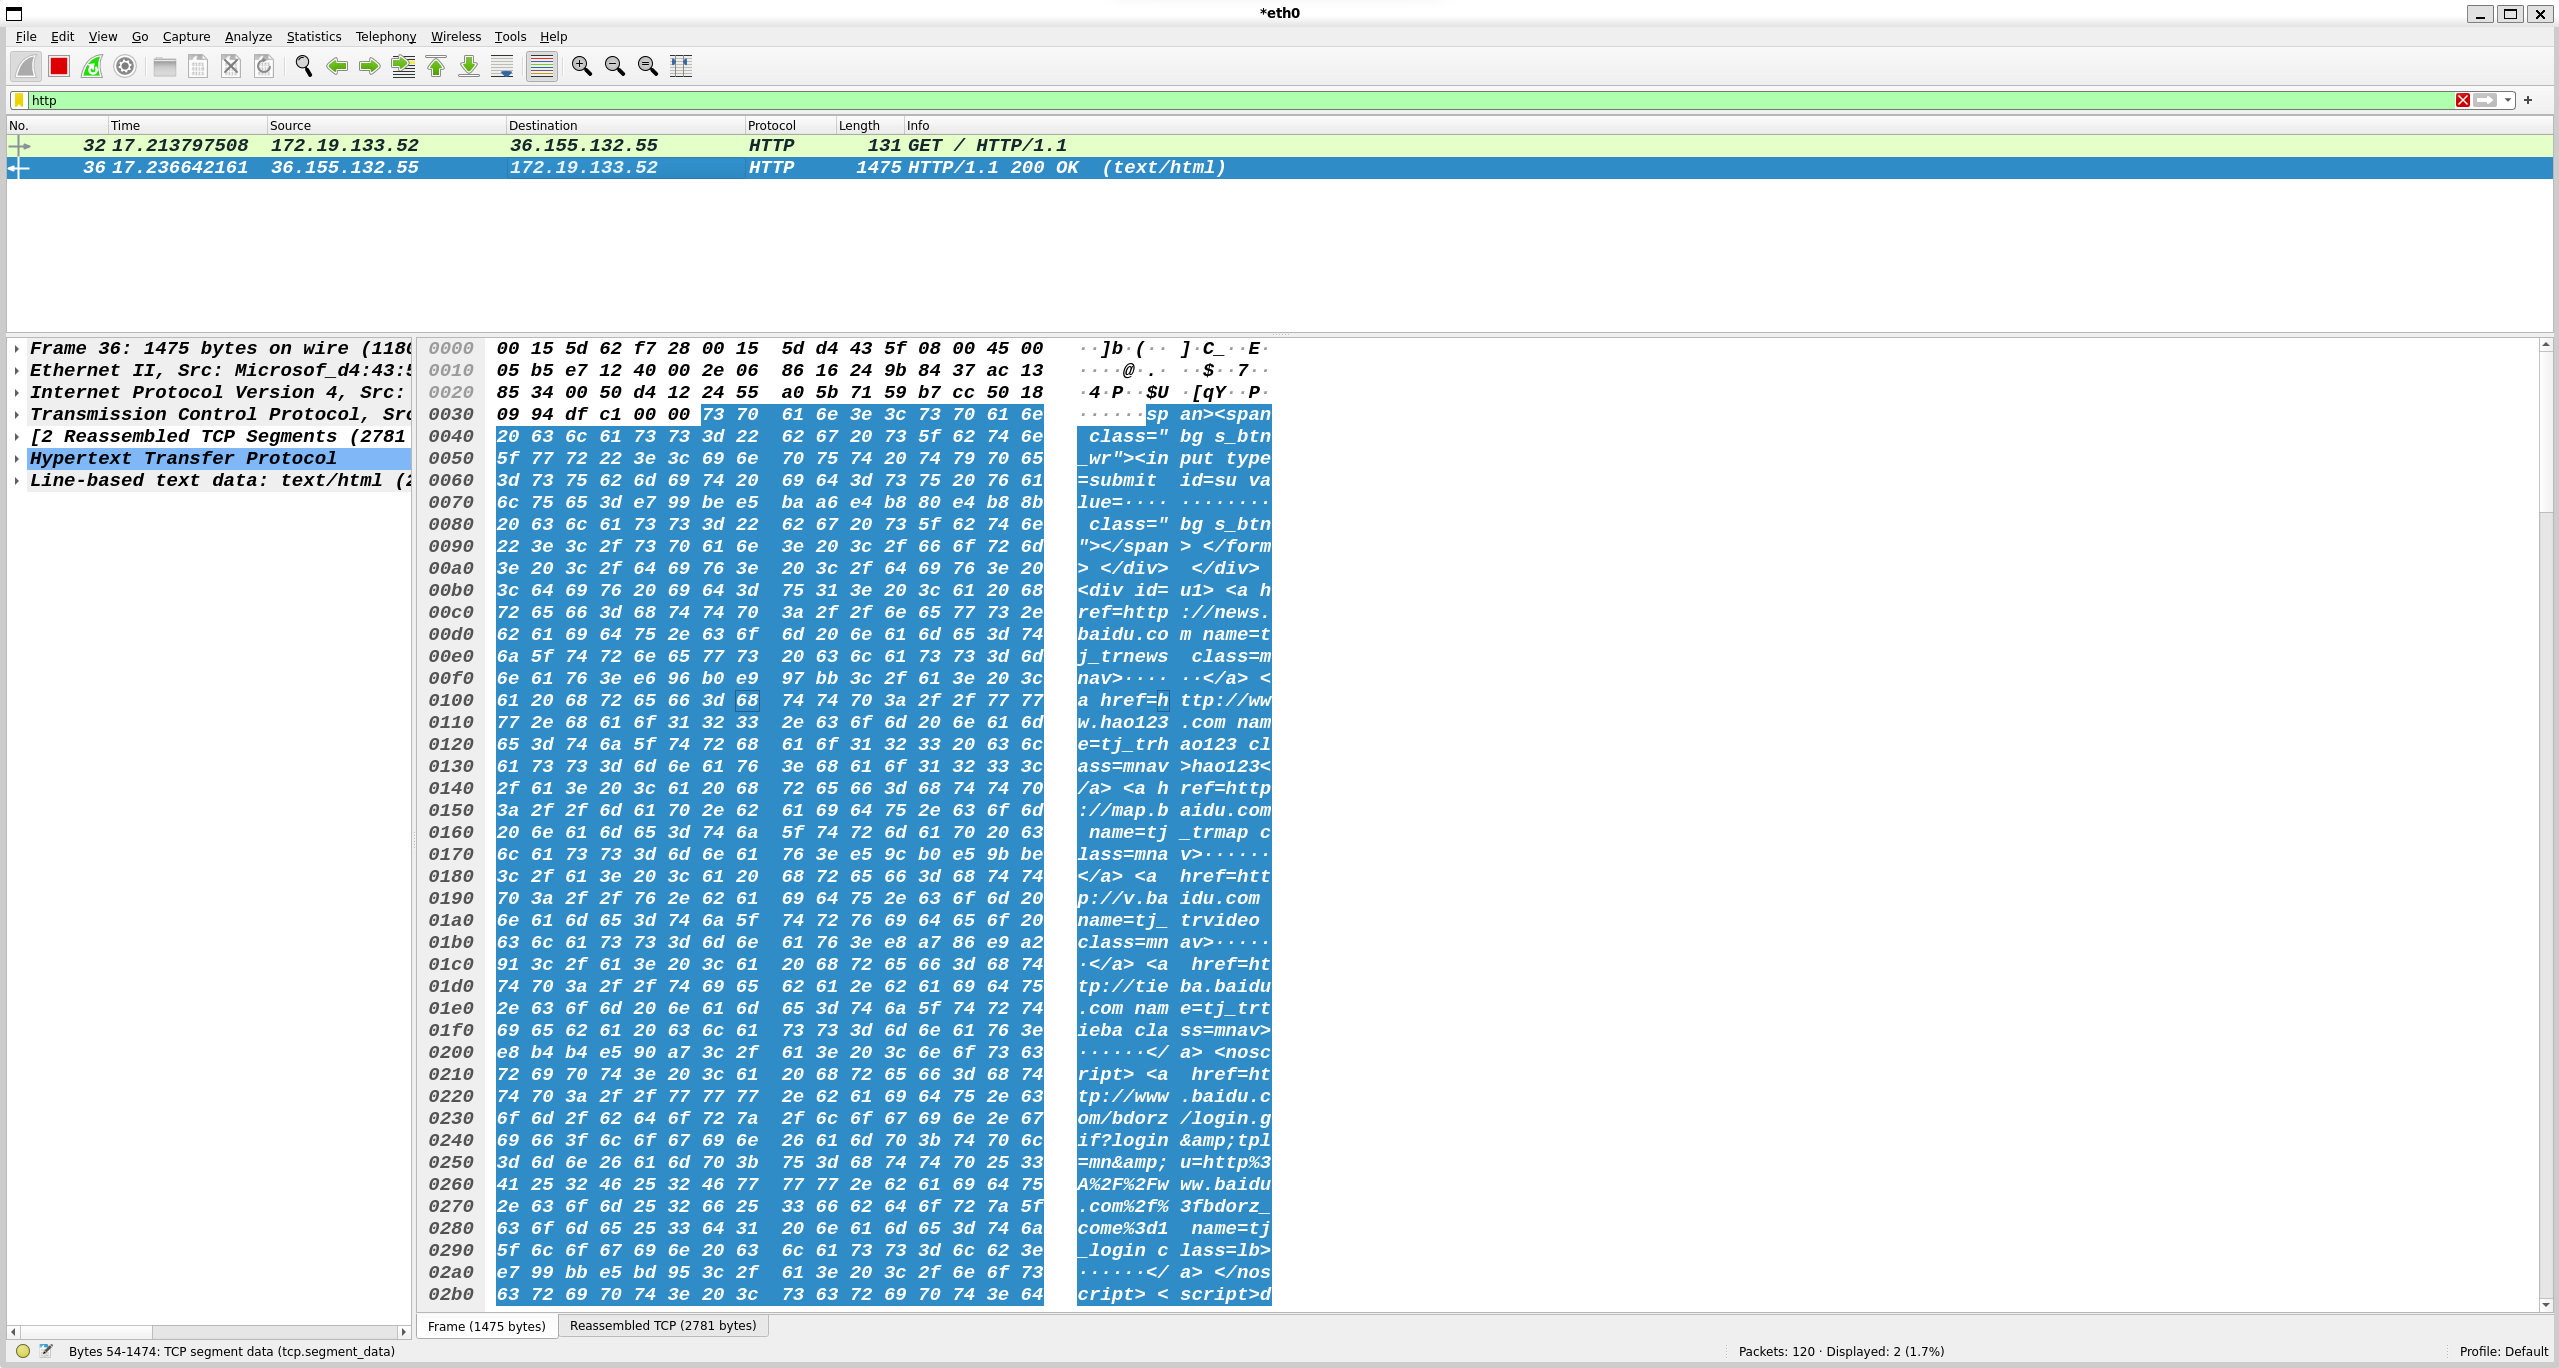 *eth0
File Edit View Go Capture Analyze Statistics Telephony Wireless Tools Help
http
No. Time Source Destination Protocol Length Info
32 17.213797508 172.19.133.52 36.155.132.55 HTTP 131 GET / HTTP/1.1
36 17.236642161 36.155.132.55 172.19.133.52 HTTP 1475 HTTP/1.1 200 OK  (text/html)
Frame 36: 1475 bytes on wire (1180
Ethernet II, Src: Microsof_d4:43:5
Internet Protocol Version 4, Src:
Transmission Control Protocol, Src
[2 Reassembled TCP Segments (2781
Hypertext Transfer Protocol
Line-based text data: text/html (2
0000 00 15 5d 62 f7 28 00 15 5d d4 43 5f 08 00 45 00 ··]b·(·· ]·C_··E·
0010 05 b5 e7 12 40 00 2e 06 86 16 24 9b 84 37 ac 13 ····@·.· ··$··7··
0020 85 34 00 50 d4 12 24 55 a0 5b 71 59 b7 cc 50 18 ·4·P··$U ·[qY··P·
0030 09 94 df c1 00 00 73 70 61 6e 3e 3c 73 70 61 6e ······sp an><span
0040 20 63 6c 61 73 73 3d 22 62 67 20 73 5f 62 74 6e class=" bg s_btn
0050 5f 77 72 22 3e 3c 69 6e 70 75 74 20 74 79 70 65 _wr"><in put type
0060 3d 73 75 62 6d 69 74 20 69 64 3d 73 75 20 76 61 =submit id=su va
0070 6c 75 65 3d e7 99 be e5 ba a6 e4 b8 80 e4 b8 8b lue=···· ········
0080 20 63 6c 61 73 73 3d 22 62 67 20 73 5f 62 74 6e class=" bg s_btn
0090 22 3e 3c 2f 73 70 61 6e 3e 20 3c 2f 66 6f 72 6d "></span > </form
00a0 3e 20 3c 2f 64 69 76 3e 20 3c 2f 64 69 76 3e 20 > </div> </div>
00b0 3c 64 69 76 20 69 64 3d 75 31 3e 20 3c 61 20 68 <div id= u1> <a h
00c0 72 65 66 3d 68 74 74 70 3a 2f 2f 6e 65 77 73 2e ref=http ://news.
00d0 62 61 69 64 75 2e 63 6f 6d 20 6e 61 6d 65 3d 74 baidu.co m name=t
00e0 6a 5f 74 72 6e 65 77 73 20 63 6c 61 73 73 3d 6d j_trnews class=m
00f0 6e 61 76 3e e6 96 b0 e9 97 bb 3c 2f 61 3e 20 3c nav>···· ··</a> <
0100 61 20 68 72 65 66 3d 68 74 74 70 3a 2f 2f 77 77 a href=h ttp://ww
0110 77 2e 68 61 6f 31 32 33 2e 63 6f 6d 20 6e 61 6d w.hao123 .com nam
0120 65 3d 74 6a 5f 74 72 68 61 6f 31 32 33 20 63 6c e=tj_trh ao123 cl
0130 61 73 73 3d 6d 6e 61 76 3e 68 61 6f 31 32 33 3c ass=mnav >hao123<
0140 2f 61 3e 20 3c 61 20 68 72 65 66 3d 68 74 74 70 /a> <a h ref=http
0150 3a 2f 2f 6d 61 70 2e 62 61 69 64 75 2e 63 6f 6d ://map.b aidu.com
0160 20 6e 61 6d 65 3d 74 6a 5f 74 72 6d 61 70 20 63 name=tj _trmap c
0170 6c 61 73 73 3d 6d 6e 61 76 3e e5 9c b0 e5 9b be lass=mna v>······
0180 3c 2f 61 3e 20 3c 61 20 68 72 65 66 3d 68 74 74 </a> <a href=htt
0190 70 3a 2f 2f 76 2e 62 61 69 64 75 2e 63 6f 6d 20 p://v.ba idu.com
01a0 6e 61 6d 65 3d 74 6a 5f 74 72 76 69 64 65 6f 20 name=tj_ trvideo
01b0 63 6c 61 73 73 3d 6d 6e 61 76 3e e8 a7 86 e9 a2 class=mn av>·····
01c0 91 3c 2f 61 3e 20 3c 61 20 68 72 65 66 3d 68 74 ·</a> <a href=ht
01d0 74 70 3a 2f 2f 74 69 65 62 61 2e 62 61 69 64 75 tp://tie ba.baidu
01e0 2e 63 6f 6d 20 6e 61 6d 65 3d 74 6a 5f 74 72 74 .com nam e=tj_trt
01f0 69 65 62 61 20 63 6c 61 73 73 3d 6d 6e 61 76 3e ieba cla ss=mnav>
0200 e8 b4 b4 e5 90 a7 3c 2f 61 3e 20 3c 6e 6f 73 63 ······</ a> <nosc
0210 72 69 70 74 3e 20 3c 61 20 68 72 65 66 3d 68 74 ript> <a href=ht
0220 74 70 3a 2f 2f 77 77 77 2e 62 61 69 64 75 2e 63 tp://www .baidu.c
0230 6f 6d 2f 62 64 6f 72 7a 2f 6c 6f 67 69 6e 2e 67 om/bdorz /login.g
0240 69 66 3f 6c 6f 67 69 6e 26 61 6d 70 3b 74 70 6c if?login &amp;tpl
0250 3d 6d 6e 26 61 6d 70 3b 75 3d 68 74 74 70 25 33 =mn&amp; u=http%3
0260 41 25 32 46 25 32 46 77 77 77 2e 62 61 69 64 75 A%2F%2Fw ww.baidu
0270 2e 63 6f 6d 25 32 66 25 33 66 62 64 6f 72 7a 5f .com%2f% 3fbdorz_
0280 63 6f 6d 65 25 33 64 31 20 6e 61 6d 65 3d 74 6a come%3d1 name=tj
0290 5f 6c 6f 67 69 6e 20 63 6c 61 73 73 3d 6c 62 3e _login c lass=lb>
02a0 e7 99 bb e5 bd 95 3c 2f 61 3e 20 3c 2f 6e 6f 73 ······</ a> </nos
02b0 63 72 69 70 74 3e 20 3c 73 63 72 69 70 74 3e 64 cript> < script>d
Frame (1475 bytes) Reassembled TCP (2781 bytes)
Bytes 54-1474: TCP segment data (tcp.segment_data) Packets: 120 · Displayed: 2 (1.7%) Profile: Default